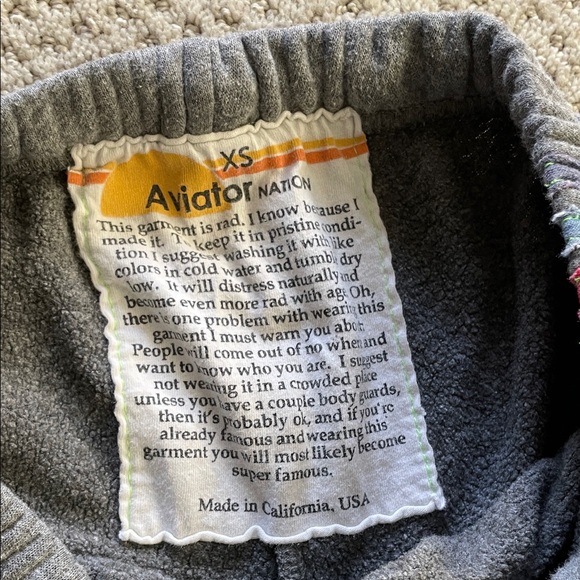 XS
Aviator NATION
This garment is rad. I know because I
made it. To keep it in pristine condi-
tion I suggest washing it with like
colors in cold water and tumble dry
low. It will distress naturally and
become even more rad with age. Oh,
there is one problem with wearing this
garment I must warn you about.
People will come out of no where and
want to know who you are. I suggest
not wearing it in a crowded place
unless you have a couple body guards,
then it's probably ok, and if you're
already famous and wearing this
garment you will most likely become
super famous.
Made in California, USA